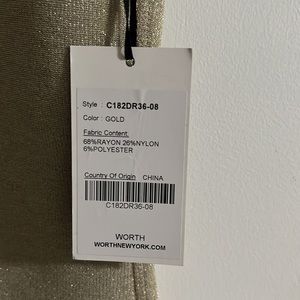 Style : C182DR36-08
Color : GOLD
Fabric Content:
68%RAYON 26%NYLON
6%POLYESTER
Country Of Origin CHINA
C182DR36-08
WORTH
WORTHNEWYORK.COM